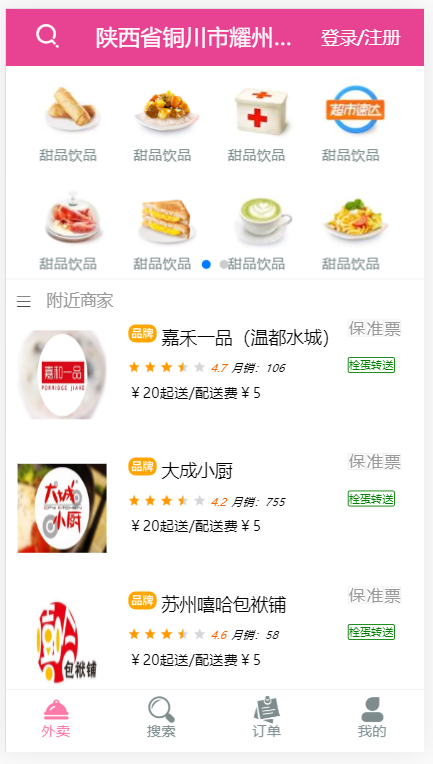 陕西省铜川市耀州... 登录/注册
超市速达
甜品饮品 甜品饮品 甜品饮品 甜品饮品
甜品饮品 甜品饮品 甜品饮品 甜品饮品
附近商家
品牌 嘉禾一品（温都水城） 保准票
嘉和一品
PORRIDGE JIAHE
4.7 月销：106 栓蛋转送
￥20起送/配送费￥5
品牌 大成小厨 保准票
大城
小厨
4.2 月销：755 栓蛋转送
￥20起送/配送费￥5
品牌 苏州嘻哈包袱铺 保准票
包袱铺
4.6 月销：58 栓蛋转送
￥20起送/配送费￥5
外卖 搜索 订单 我的